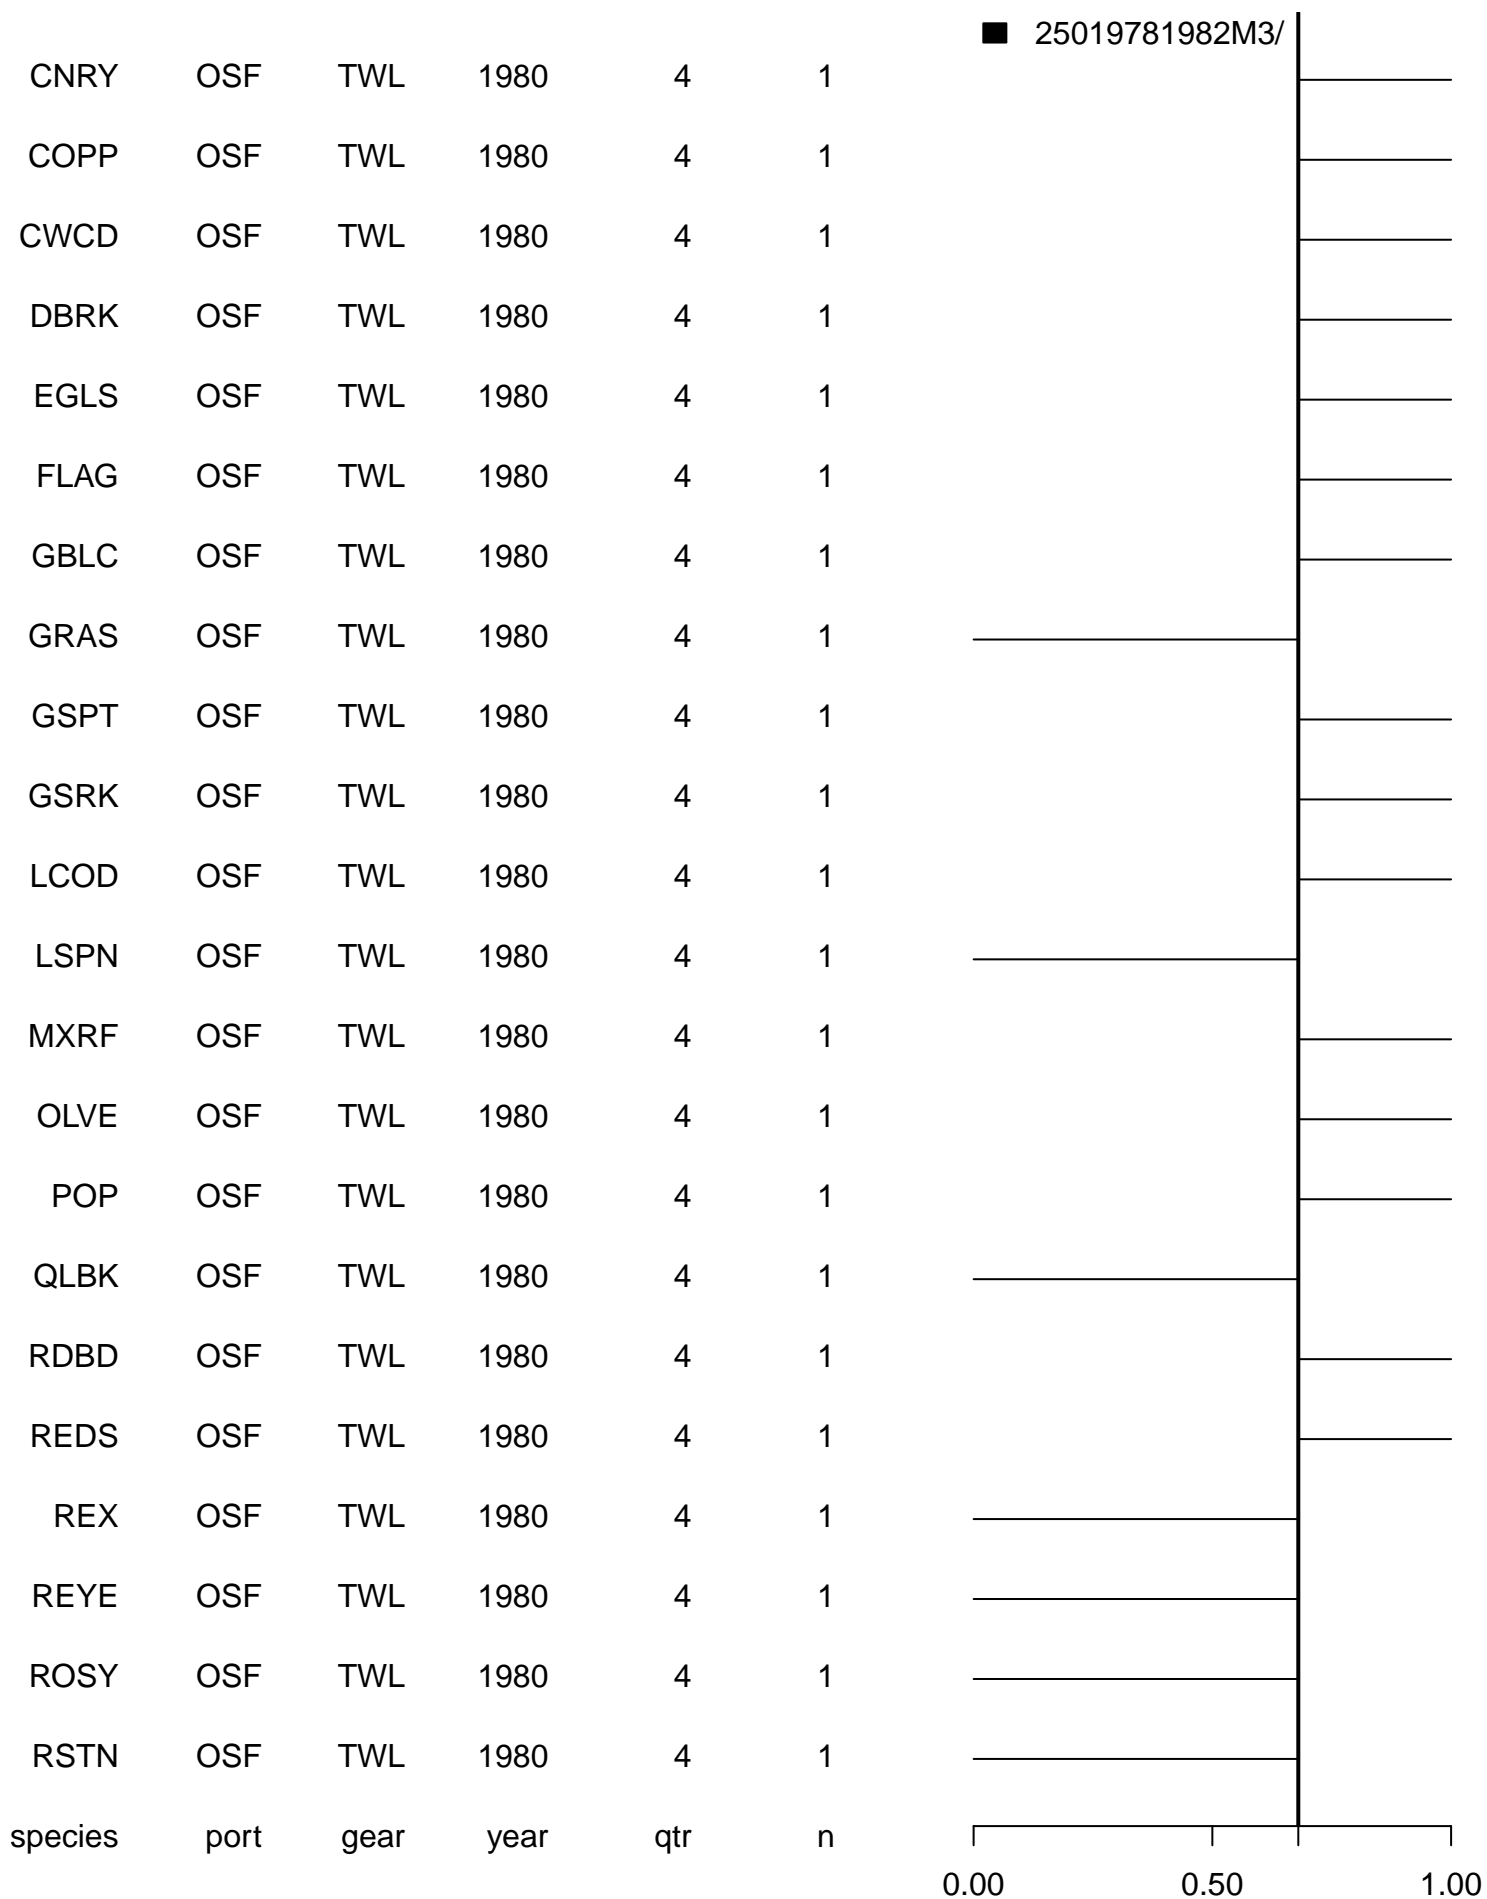 25019781982M3/
CNRY OSF TWL 1980 4 1
COPP OSF TWL 1980 4 1
CWCD OSF TWL 1980 4 1
DBRK OSF TWL 1980 4 1
EGLS OSF TWL 1980 4 1
FLAG OSF TWL 1980 4 1
GBLC OSF TWL 1980 4 1
GRAS OSF TWL 1980 4 1
GSPT OSF TWL 1980 4 1
GSRK OSF TWL 1980 4 1
LCOD OSF TWL 1980 4 1
LSPN OSF TWL 1980 4 1
MXRF OSF TWL 1980 4 1
OLVE OSF TWL 1980 4 1
POP OSF TWL 1980 4 1
QLBK OSF TWL 1980 4 1
RDBD OSF TWL 1980 4 1
REDS OSF TWL 1980 4 1
REX OSF TWL 1980 4 1
REYE OSF TWL 1980 4 1
ROSY OSF TWL 1980 4 1
RSTN OSF TWL 1980 4 1
species port gear year qtr n
0.00 0.50 1.00